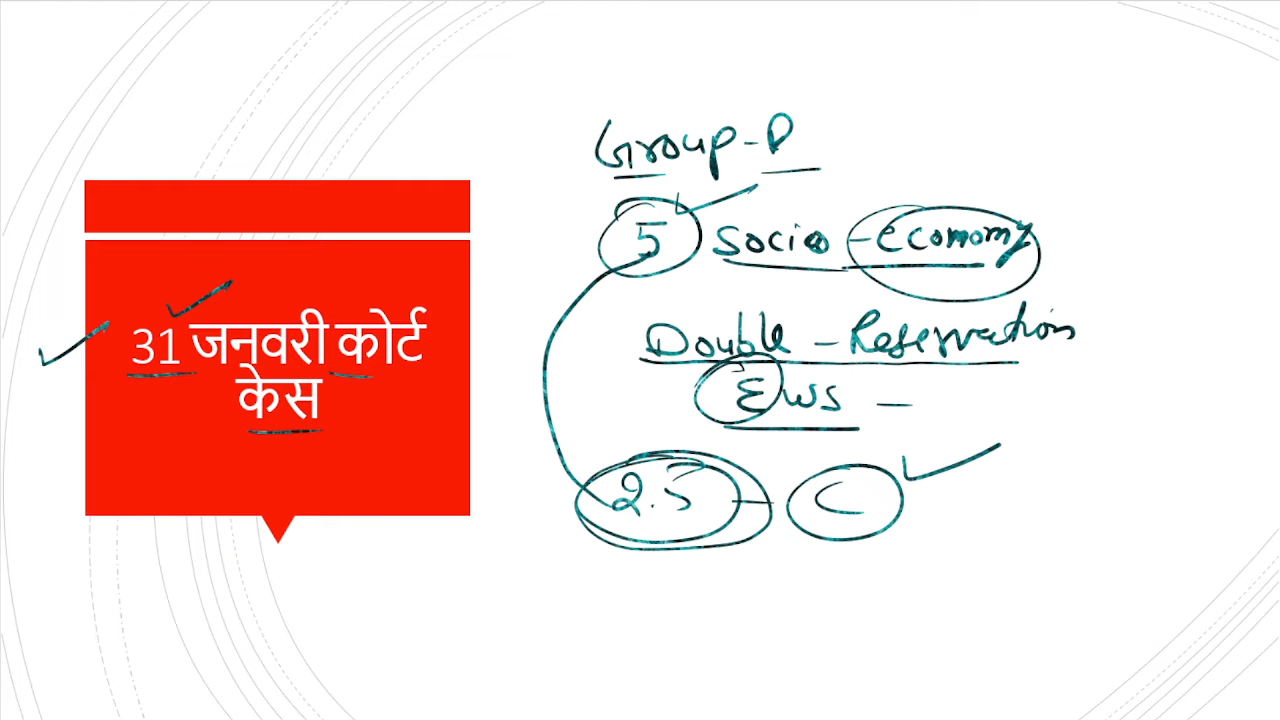 31 जनवरी कोर्ट
केस
Group-D
5 Socio-economy
Double-Reservation
EWS -
2.5 - C